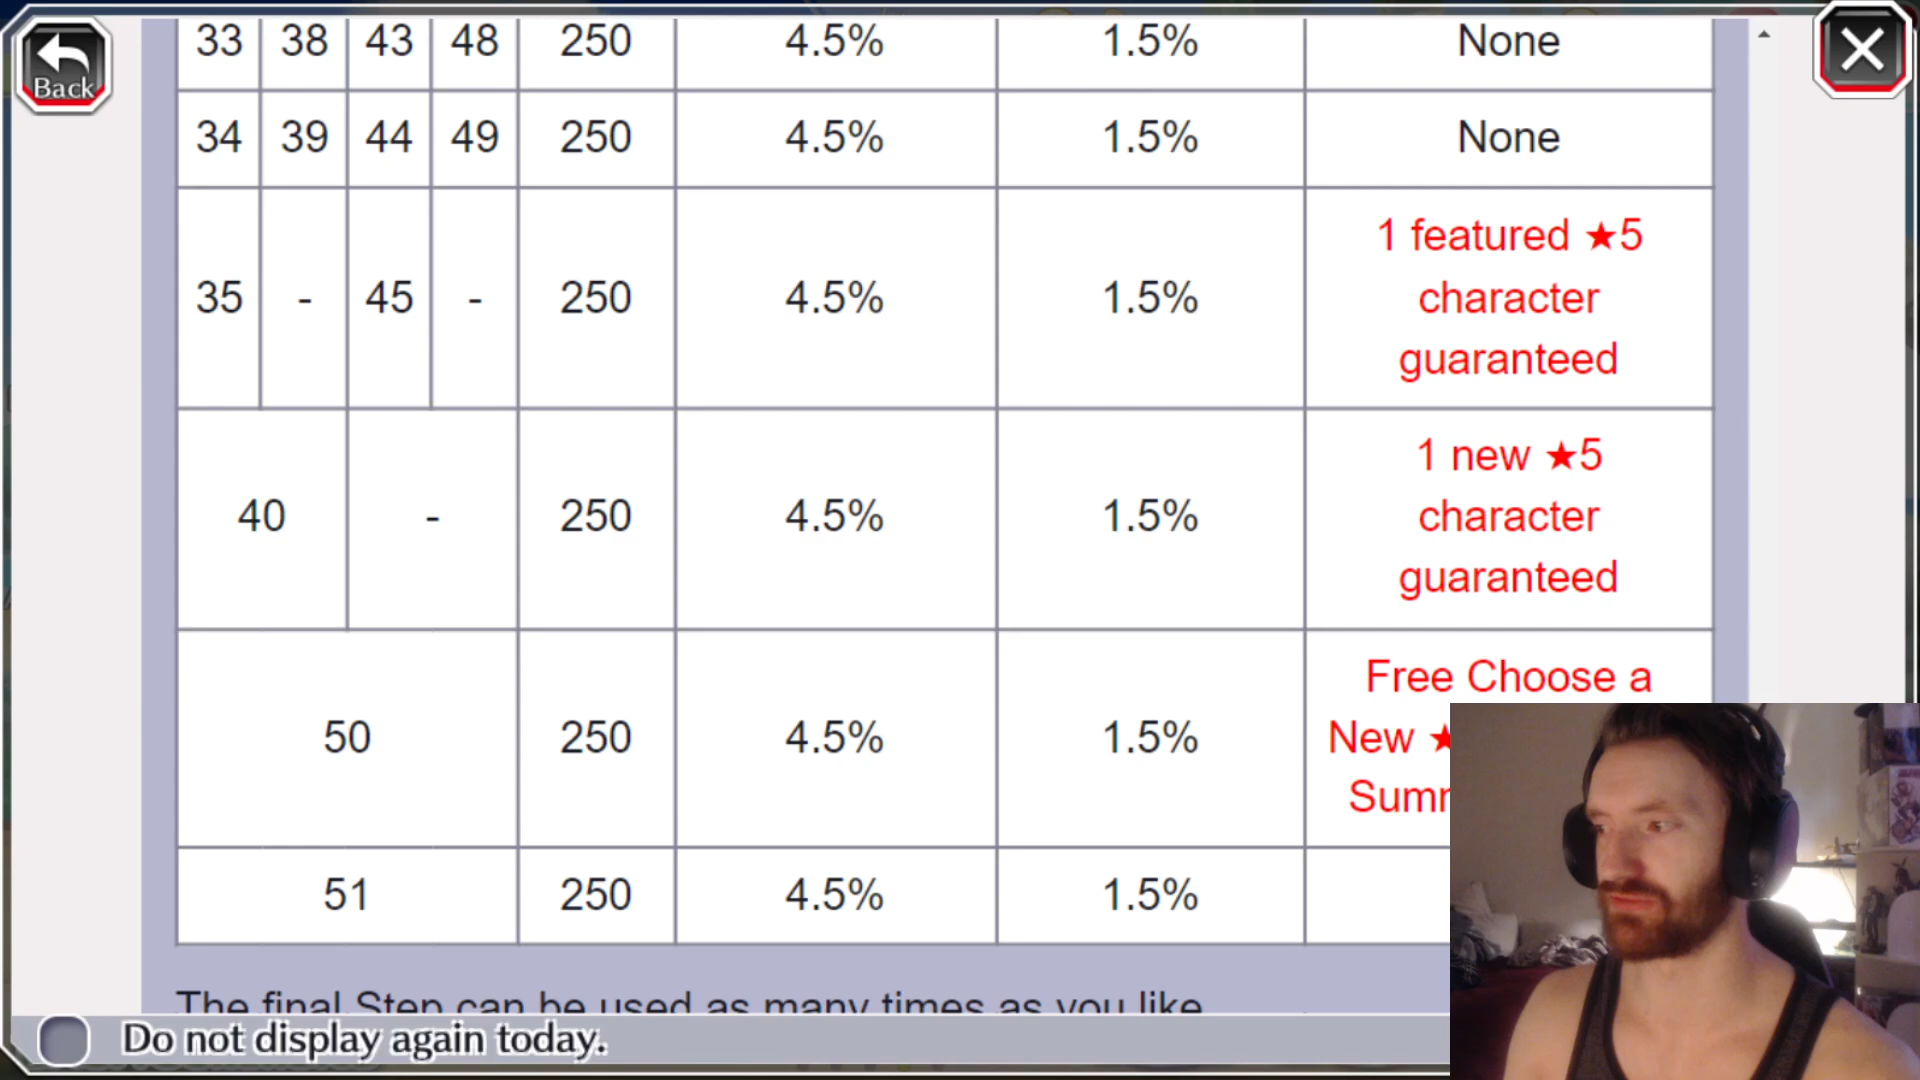 Back
33 38 43 48 250 4.5% 1.5% None
34 39 44 49 250 4.5% 1.5% None
35 - 45 - 250 4.5% 1.5% 1 featured ★5
character
guaranteed
40 - 250 4.5% 1.5% 1 new ★5
character
guaranteed
50 250 4.5% 1.5% Free Choose a
New ★
51 250 4.5% 1.5%
The final Step can be used as many times as you like
Do not display again today.